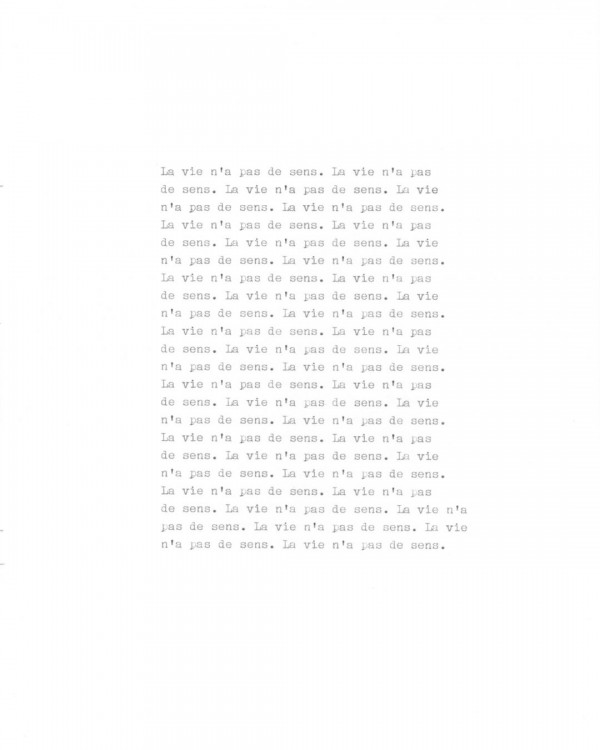 La vie n'a pas de sens. La vie n'a pas
de sens. La vie n'a pas de sens. La vie
n'a pas de sens. La vie n'a pas de sens.
La vie n'a pas de sens. La vie n'a pas
de sens. La vie n'a pas de sens. La vie
n'a pas de sens. La vie n'a pas de sens.
La vie n'a pas de sens. La vie n'a pas
de sens. La vie n'a pas de sens. La vie
n'a pas de sens. La vie n'a pas de sens.
La vie n'a pas de sens. La vie n'a pas
de sens. La vie n'a pas de sens. La vie
n'a pas de sens. La vie n'a pas de sens.
La vie n'a pas de sens. La vie n'a pas
de sens. La vie n'a pas de sens. La vie
n'a pas de sens. La vie n'a pas de sens.
La vie n'a pas de sens. La vie n'a pas
de sens. La vie n'a pas de sens. La vie
n'a pas de sens. La vie n'a pas de sens.
La vie n'a pas de sens. La vie n'a pas
de sens. La vie n'a pas de sens. La vie n'a
pas de sens. La vie n'a pas de sens. La vie
n'a pas de sens. La vie n'a pas de sens.